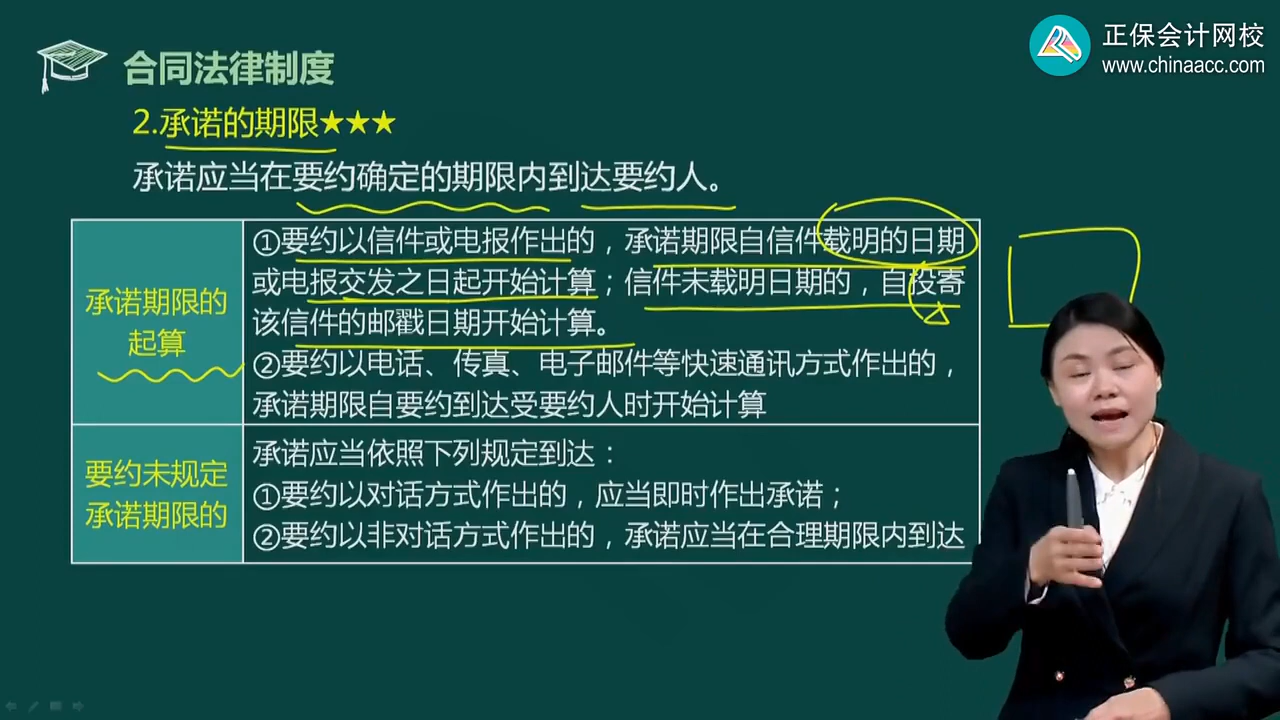 正保会计网校
www.chinaacc.com
合同法律制度
2.承诺的期限★★★
承诺应当在要约确定的期限内到达要约人。
承诺期限的
起算
①要约以信件或电报作出的，承诺期限自信件载明的日期
或电报交发之日起开始计算；信件未载明日期的，自投寄
该信件的邮戳日期开始计算。
②要约以电话、传真、电子邮件等快速通讯方式作出的，
承诺期限自要约到达受要约人时开始计算
要约未规定
承诺期限的
承诺应当依照下列规定到达：
①要约以对话方式作出的，应当即时作出承诺；
②要约以非对话方式作出的，承诺应当在合理期限内到达